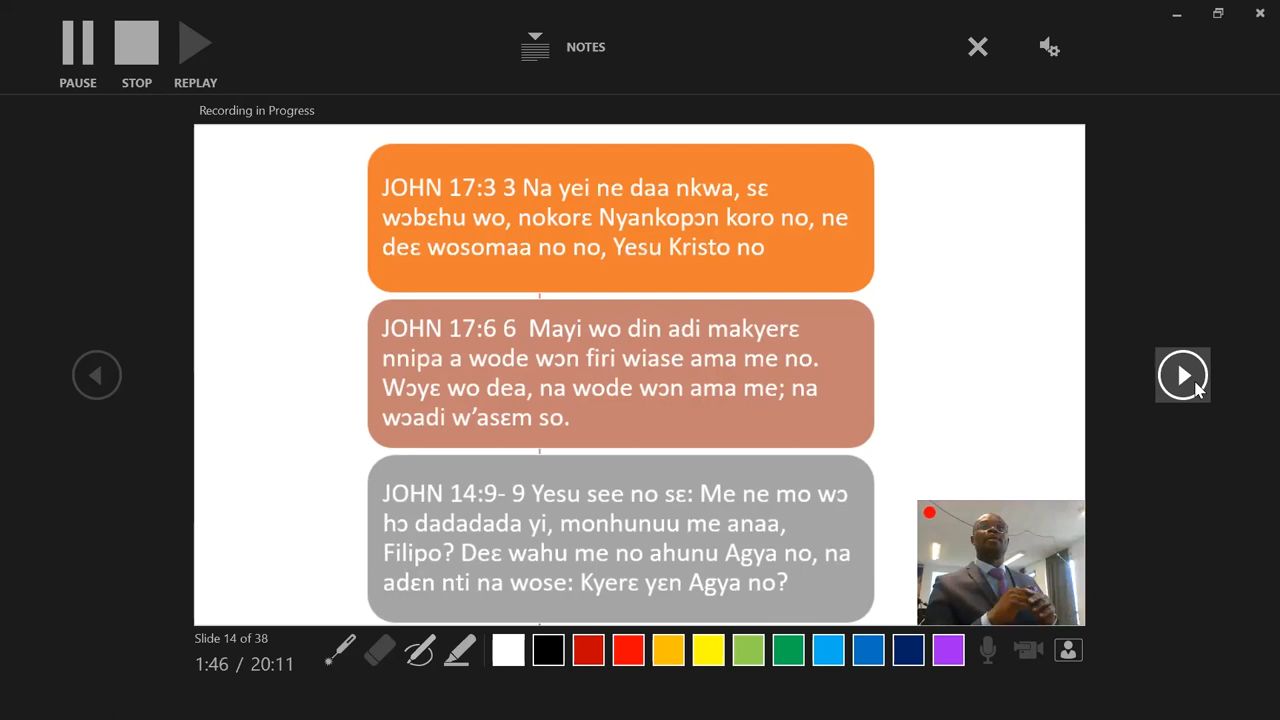 PAUSE
STOP
REPLAY
NOTES
Recording in Progress
JOHN 17:3 3 Na yei ne daa nkwa, sɛ
wɔbɛhu wo, nokorɛ Nyankopɔn koro no, ne
deɛ wosomaa no no, Yesu Kristo no
JOHN 17:6 6 Mayi wo din adi makyerɛ
nnipa a wode wɔn firi wiase ama me no.
Wɔyɛ wo dea, na wode wɔn ama me; na
wɔadi w’asɛm so.
JOHN 14:9- 9 Yesu see no sɛ: Me ne mo wɔ
hɔ dadadada yi, monhunuu me anaa,
Filipo? Deɛ wahu me no ahunu Agya no, na
adɛn nti na wose: Kyerɛ yɛn Agya no?
Slide 14 of 38
1:46 / 20:11